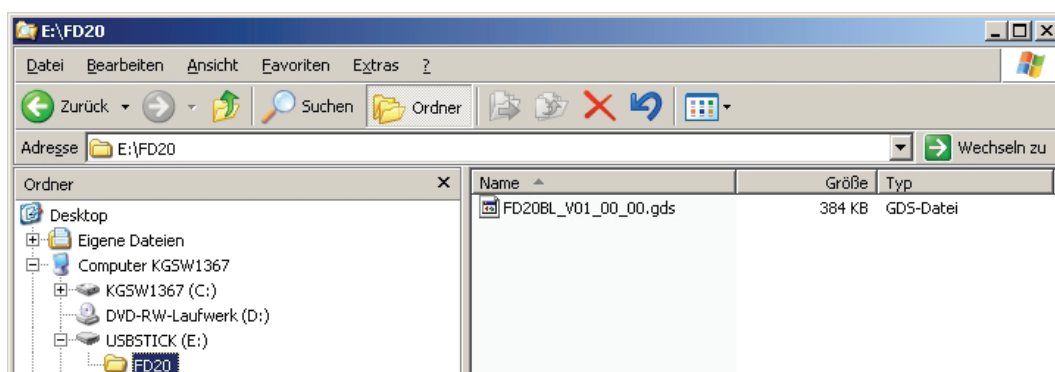 E:\FD20
Datei Bearbeiten Ansicht Favoriten Extras ?
Zurück Suchen Ordner
Adresse E:\FD20 Wechseln zu
Ordner x Name Größe Typ
Desktop FD20BL_V01_00_00.gds 384 KB GDS-Datei
Eigene Dateien
Computer KGSW1367
KGSW1367 (C:)
DVD-RW-Laufwerk (D:)
USBSTICK (E:)
FD20